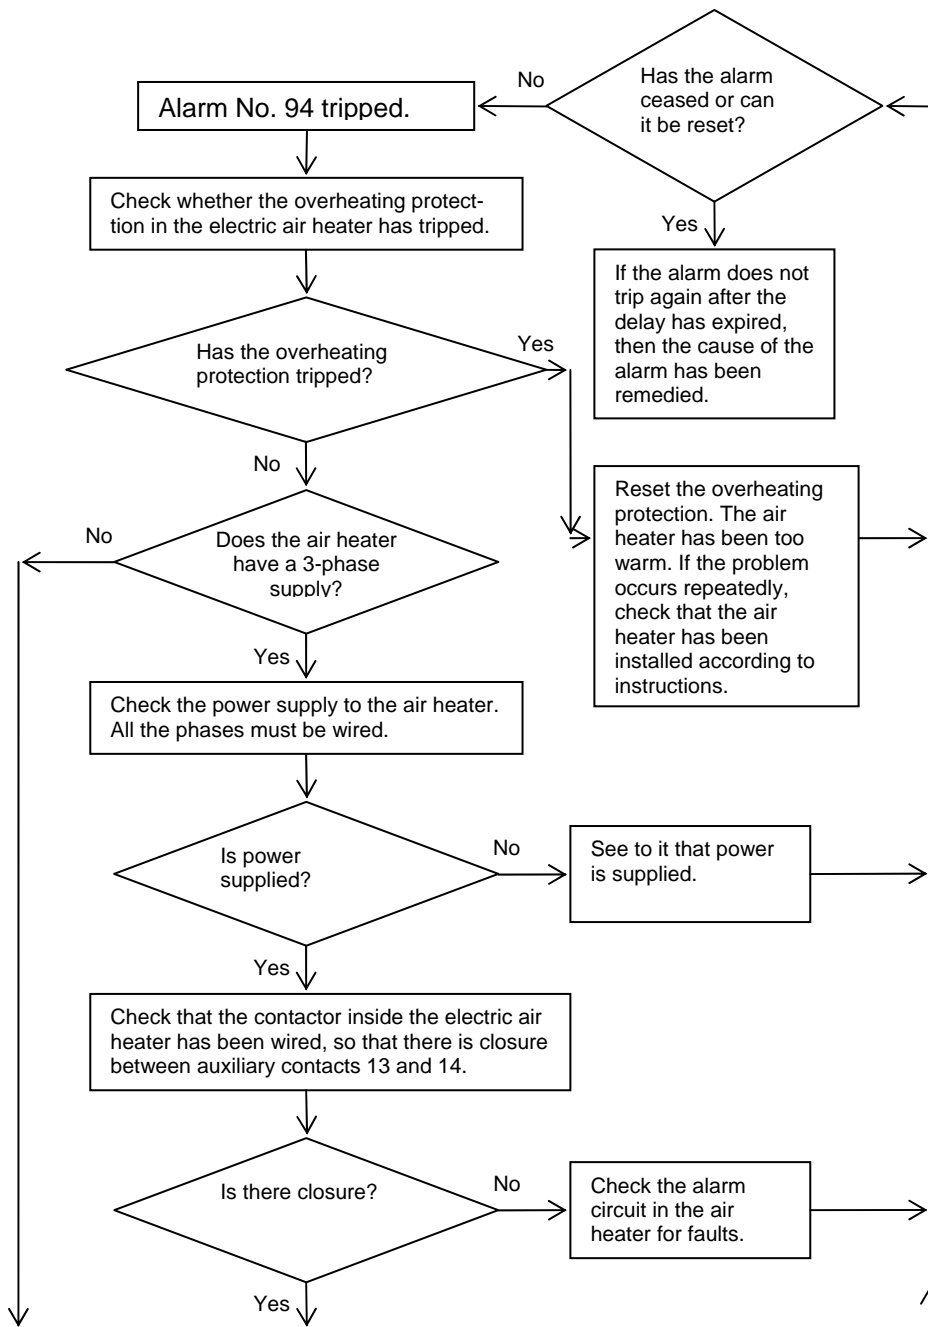 No
Has the alarm
ceased or can
it be reset?
Alarm No. 94 tripped.
Check whether the overheating protect-
tion in the electric air heater has tripped.
Yes
If the alarm does not
trip again after the
delay has expired,
then the cause of the
alarm has been
remedied.
Has the overheating
protection tripped?
Yes
No
Reset the overheating
protection. The air
heater has been too
warm. If the problem
occurs repeatedly,
check that the air
heater has been
installed according to
instructions.
No
Does the air heater
have a 3-phase
supply?
Yes
Check the power supply to the air heater.
All the phases must be wired.
Is power
supplied?
No
See to it that power
is supplied.
Yes
Check that the contactor inside the electric air
heater has been wired, so that there is closure
between auxiliary contacts 13 and 14.
Is there closure?
No
Check the alarm
circuit in the air
heater for faults.
Yes